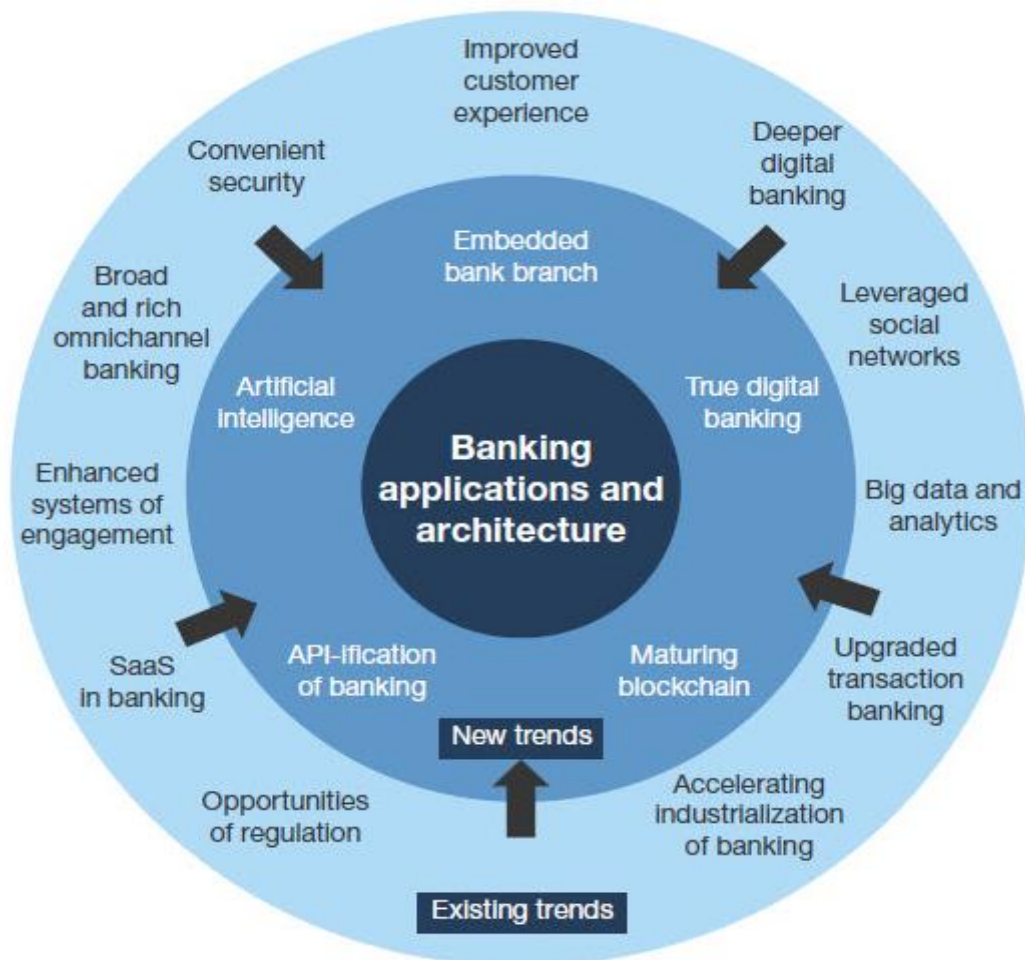 Improved
customer
experience
Deeper
digital
banking
Leveraged
social
networks
Big data and
analytics
Upgraded
transaction
banking
Accelerating
industrialization
of banking
Existing trends
Opportunities
of regulation
SaaS
in banking
Enhanced
systems of
engagement
Broad
and rich
omnichannel
banking
Convenient
security
Embedded
bank branch
True digital
banking
Maturing
blockchain
New trends
API-ification
of banking
Artificial
intelligence
Banking
applications and
architecture